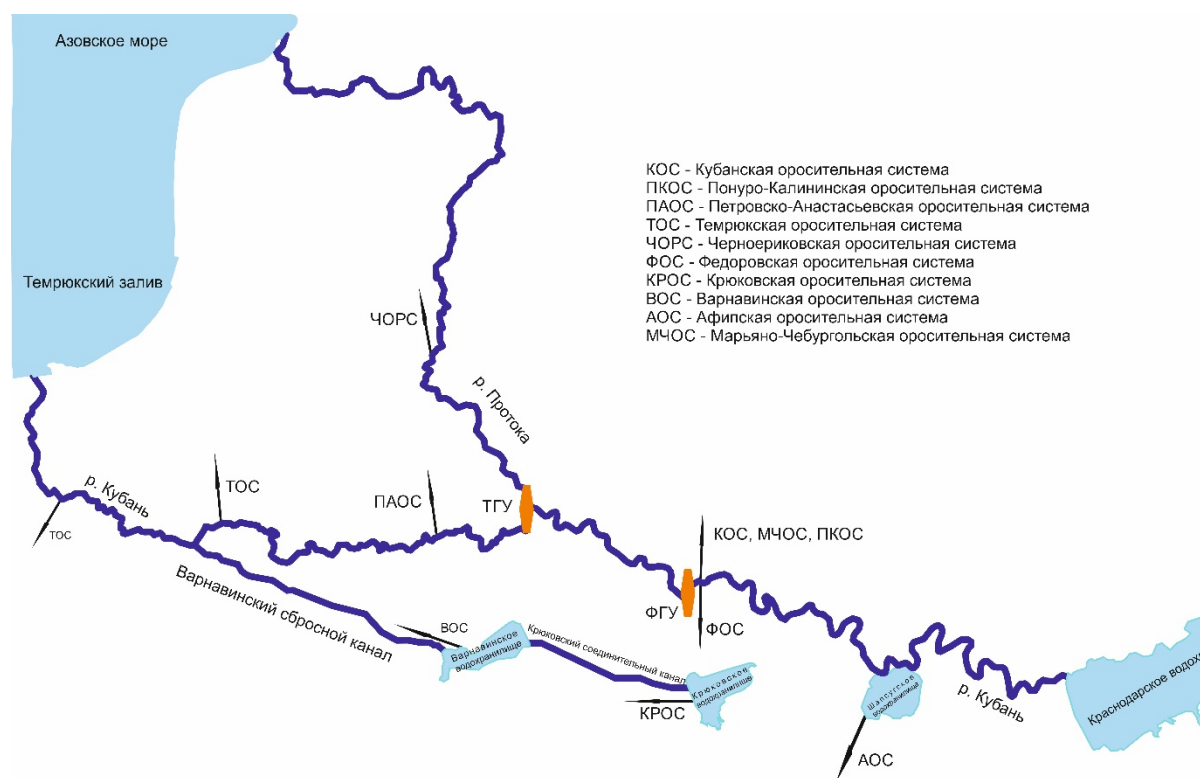 Азовское море
КОС - Кубанская оросительная система
ПКОС - Понуро-Калининская оросительная система
ПАОС - Петровско-Анастасьевская оросительная система
ТОС - Темрюкская оросительная система
ЧОРС - Черноериковская оросительная система
ФОС - Федоровская оросительная система
КРОС - Крюковская оросительная система
ВОС - Варнавинская оросительная система
АОС - Афипская оросительная система
МЧОС - Марьяно-Чебургольская оросительная система
Темрюкский залив
ЧОРС
р. Протока
р. Кубань
ТОС
ПАОС
ТГУ
ТОС
КОС, МЧОС, ПКОС
Варнавинский сбросной канал
ФГУ
ФОС
ВОС
Варнавинское
водохранилище
Крюковский соединительный канал
Крюковское
водохранилище
КРОС
Шапсугское
водохранилище
р. Кубань
Краснодарское водохр
АОС